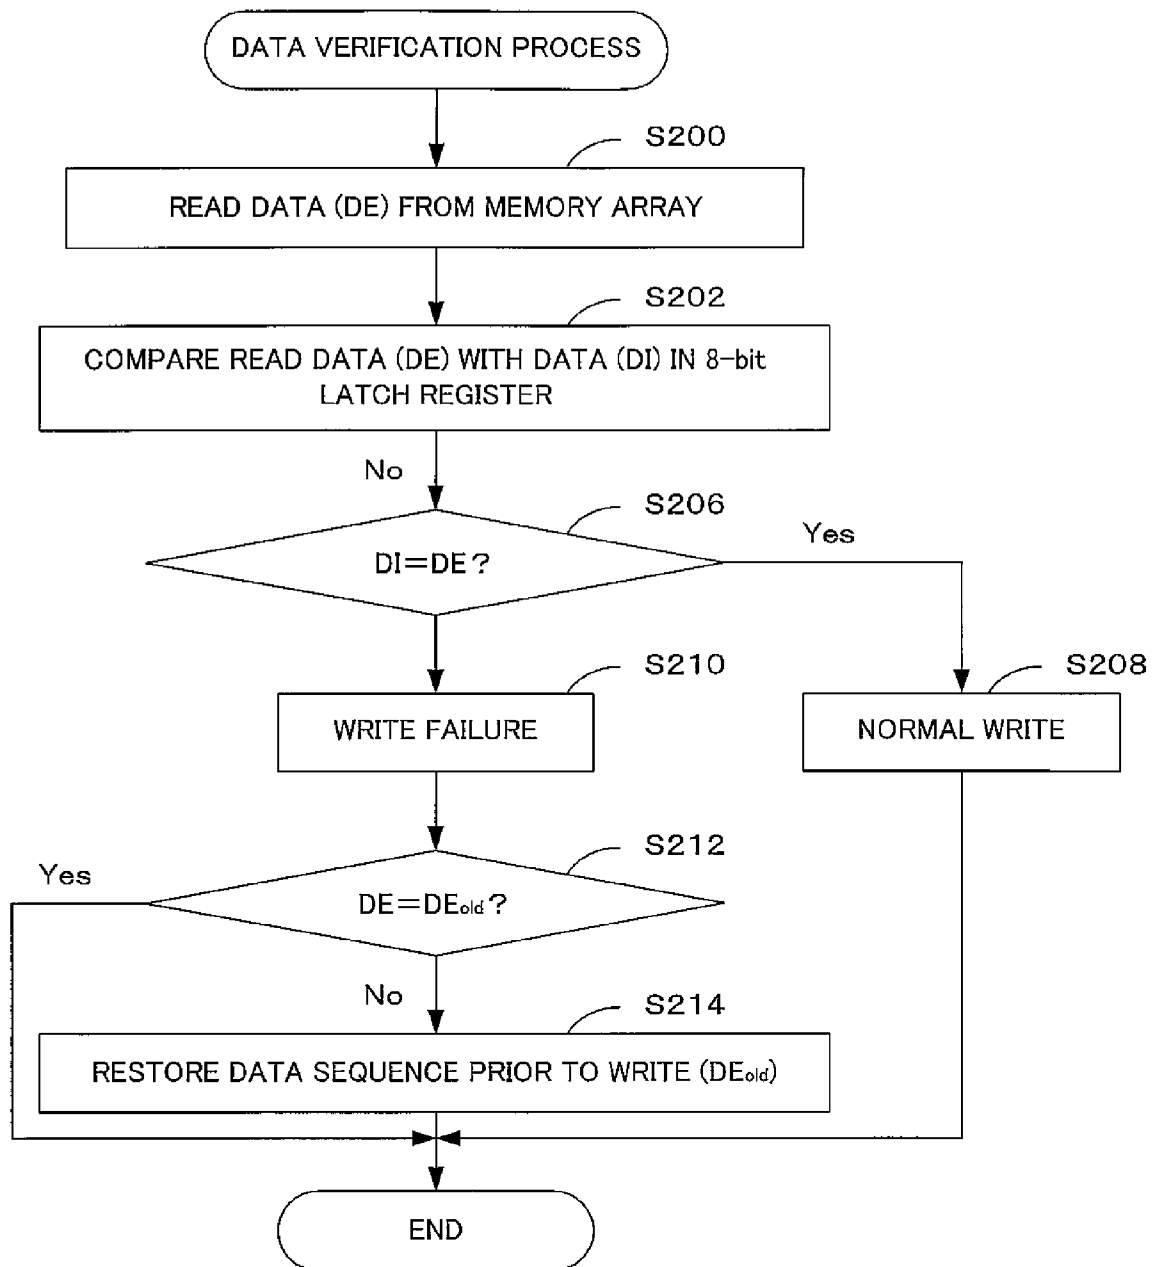 DATA VERIFICATION PROCESS
S200
READ DATA (DE) FROM MEMORY ARRAY
S202
COMPARE READ DATA (DE) WITH DATA (DI) IN 8-bit
LATCH REGISTER
No
S206
Yes
DI=DE?
S210
S208
WRITE FAILURE
NORMAL WRITE
S212
Yes
DE=DEold?
No
S214
RESTORE DATA SEQUENCE PRIOR TO WRITE (DEold)
END